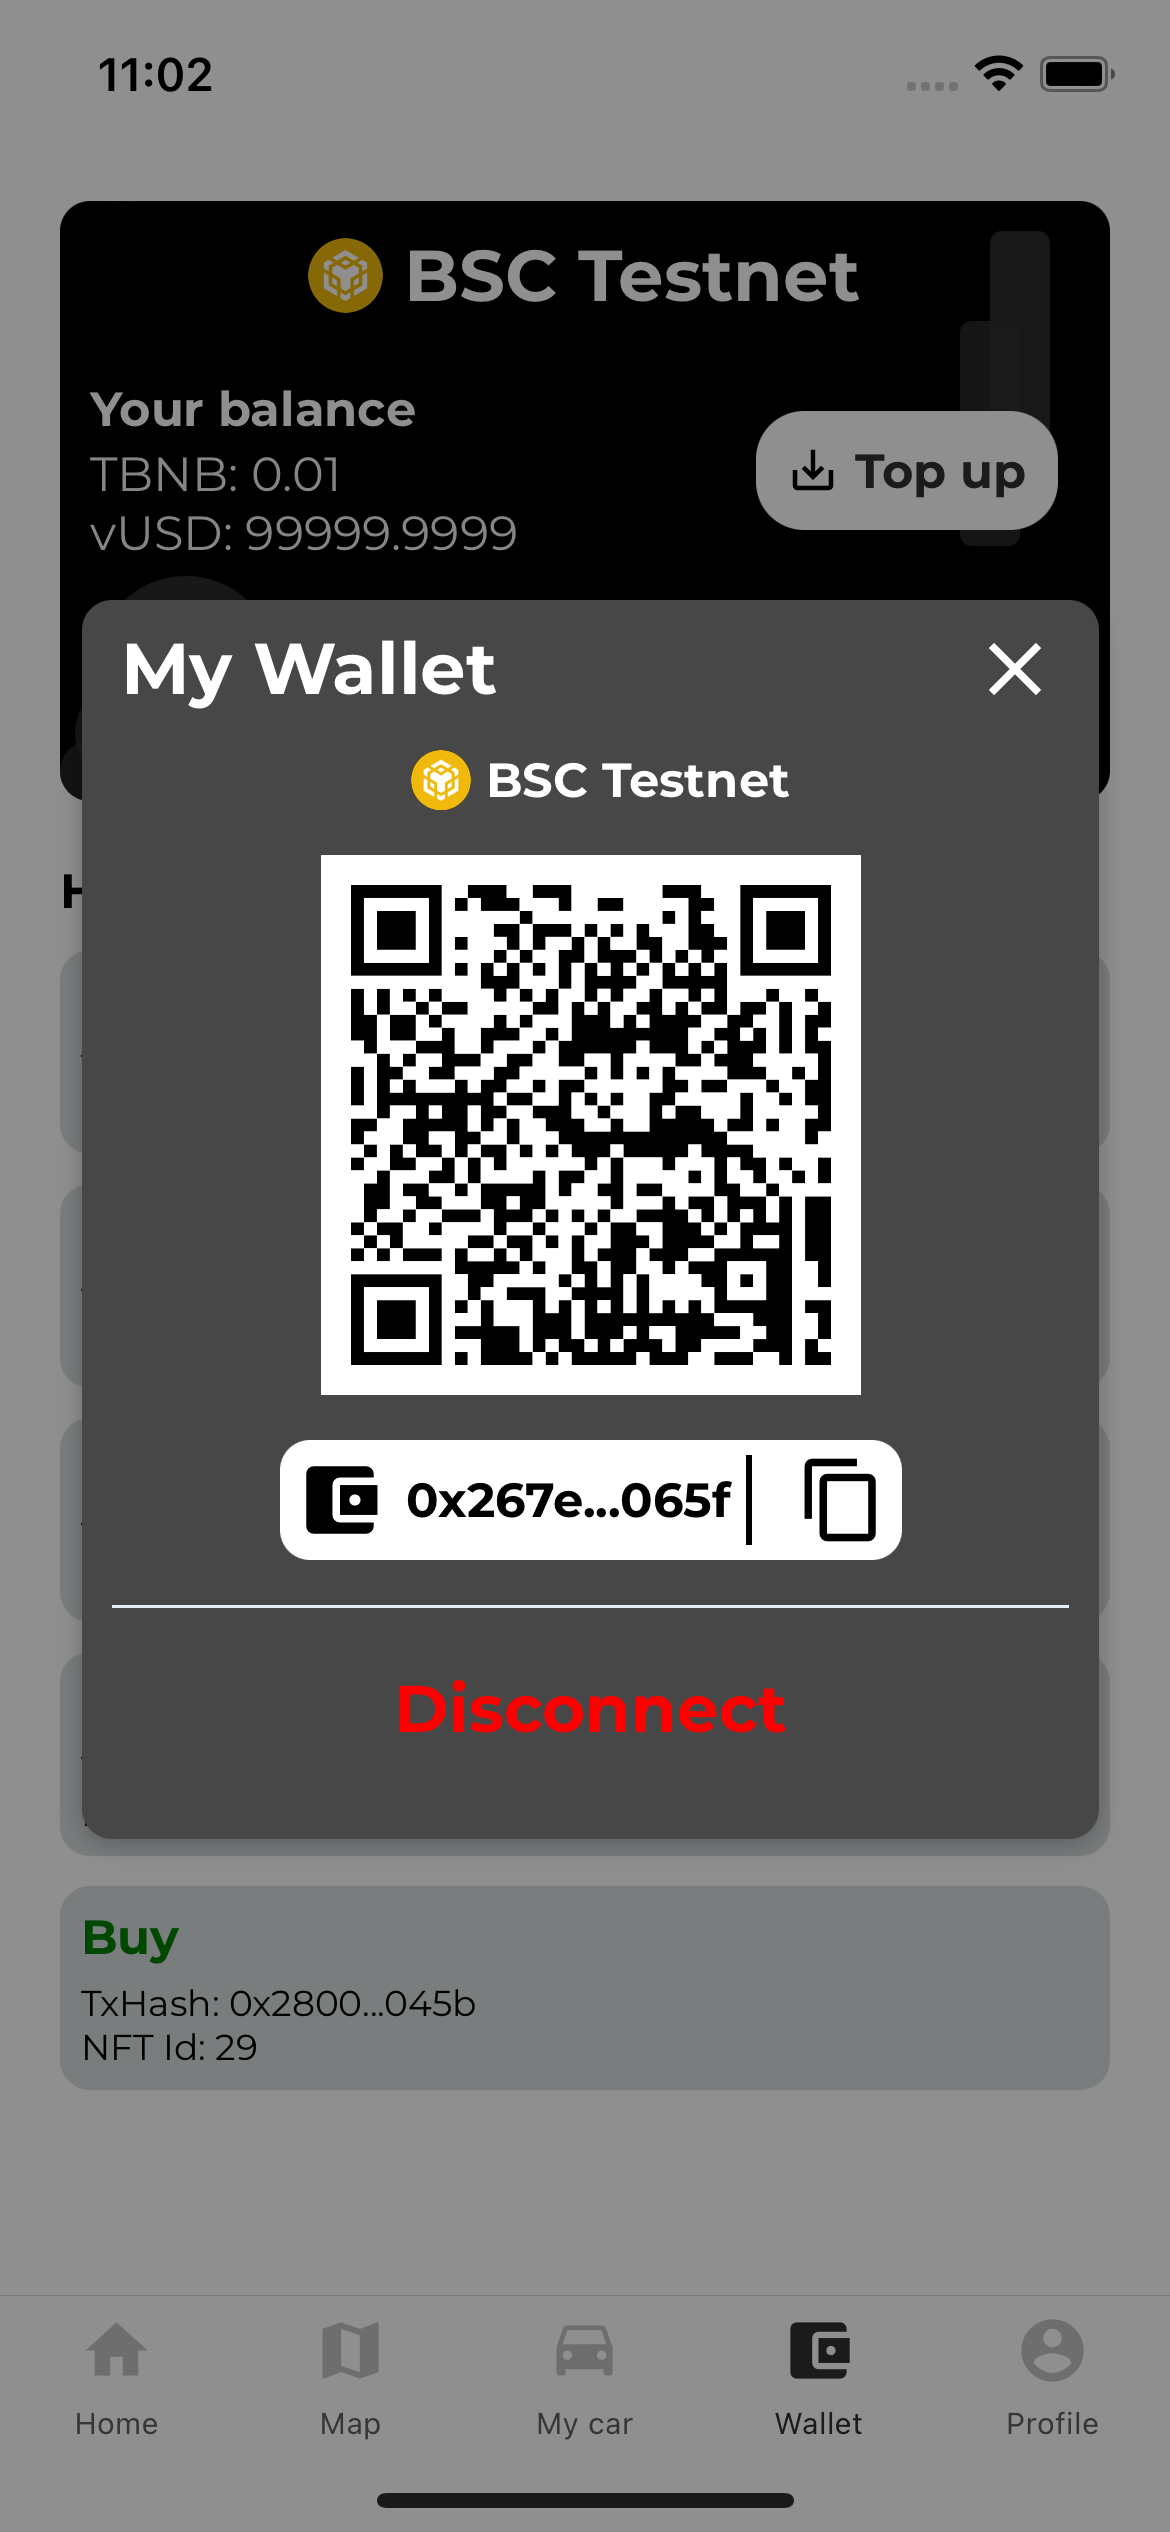 11:02
BSC Testnet
Your balance
TBNB: 0.01
vUSD: 99999.9999
Top up
My Wallet
BSC Testnet
0x267e...065f
Disconnect
Buy
TxHash: 0x2800...045b
NFT Id: 29
Home
Map
My car
Wallet
Profile